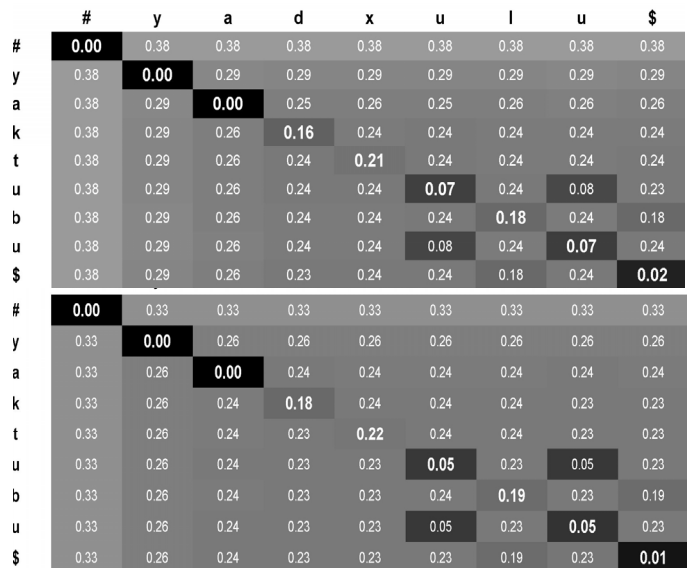 # y a d x u l u $
# 0.00 0.38 0.38 0.38 0.38 0.38 0.38 0.38 0.38
y 0.38 0.00 0.29 0.29 0.29 0.29 0.29 0.29 0.29
a 0.38 0.29 0.00 0.25 0.26 0.25 0.26 0.26 0.26
k 0.38 0.29 0.26 0.16 0.24 0.24 0.24 0.24 0.24
t 0.38 0.29 0.26 0.24 0.21 0.24 0.24 0.24 0.24
u 0.38 0.29 0.26 0.24 0.24 0.07 0.24 0.08 0.23
b 0.38 0.29 0.26 0.24 0.24 0.24 0.18 0.24 0.18
u 0.38 0.29 0.26 0.24 0.24 0.08 0.24 0.07 0.24
$ 0.38 0.29 0.26 0.23 0.24 0.24 0.18 0.24 0.02
# 0.00 0.33 0.33 0.33 0.33 0.33 0.33 0.33 0.33
y 0.33 0.00 0.26 0.26 0.26 0.26 0.26 0.26 0.26
a 0.33 0.26 0.00 0.24 0.24 0.24 0.24 0.24 0.24
k 0.33 0.26 0.24 0.18 0.24 0.24 0.24 0.23 0.23
t 0.33 0.26 0.24 0.23 0.22 0.24 0.24 0.23 0.23
u 0.33 0.26 0.24 0.23 0.23 0.05 0.23 0.05 0.23
b 0.33 0.26 0.24 0.23 0.23 0.24 0.19 0.23 0.19
u 0.33 0.26 0.24 0.23 0.23 0.05 0.23 0.05 0.23
$ 0.33 0.26 0.24 0.23 0.23 0.23 0.19 0.23 0.01